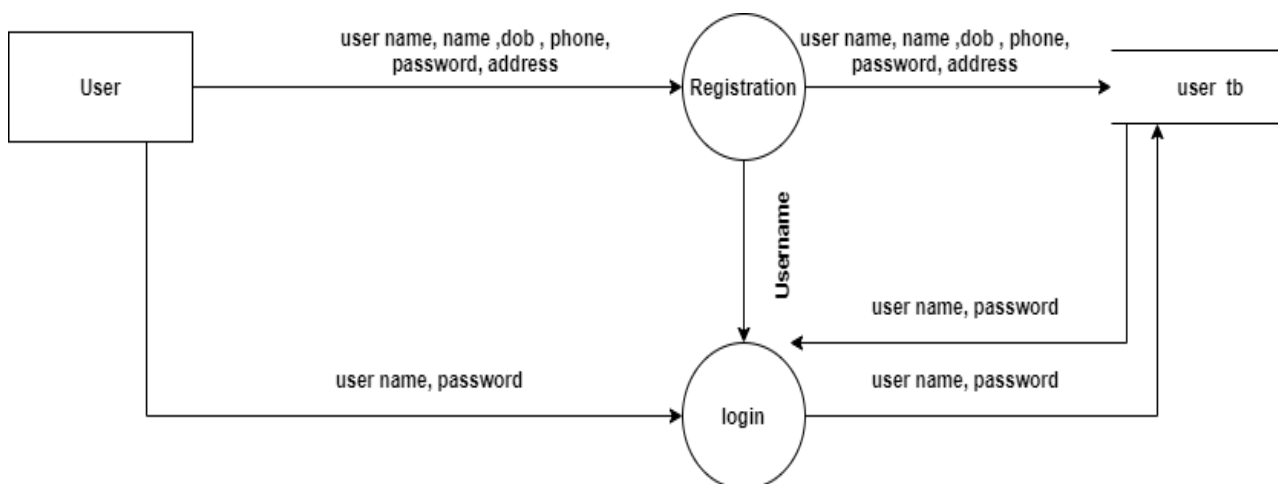 user name, name ,dob , phone,
password, address
user name, name ,dob , phone,
password, address
User
Registration
user tb
Username
user name, password
user name, password
user name, password
login